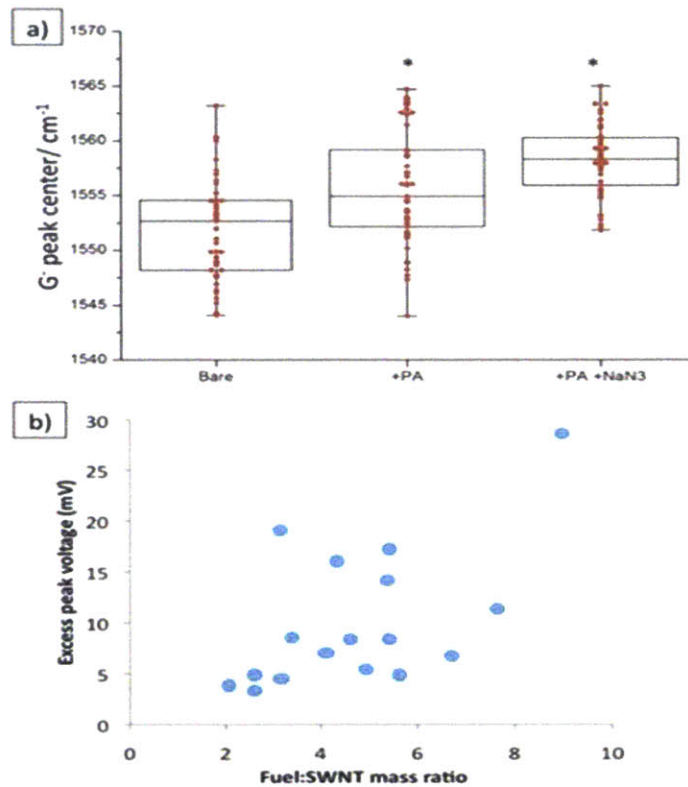 a)
*
*
1570
1565
1560
1555
1550
1545
1540
G⁻ peak center/ cm⁻¹
Bare
+PA
+PA +NaN3
b)
30
25
20
15
10
5
0
Excess peak voltage (mV)
0
2
4
6
8
10
Fuel:SWNT mass ratio